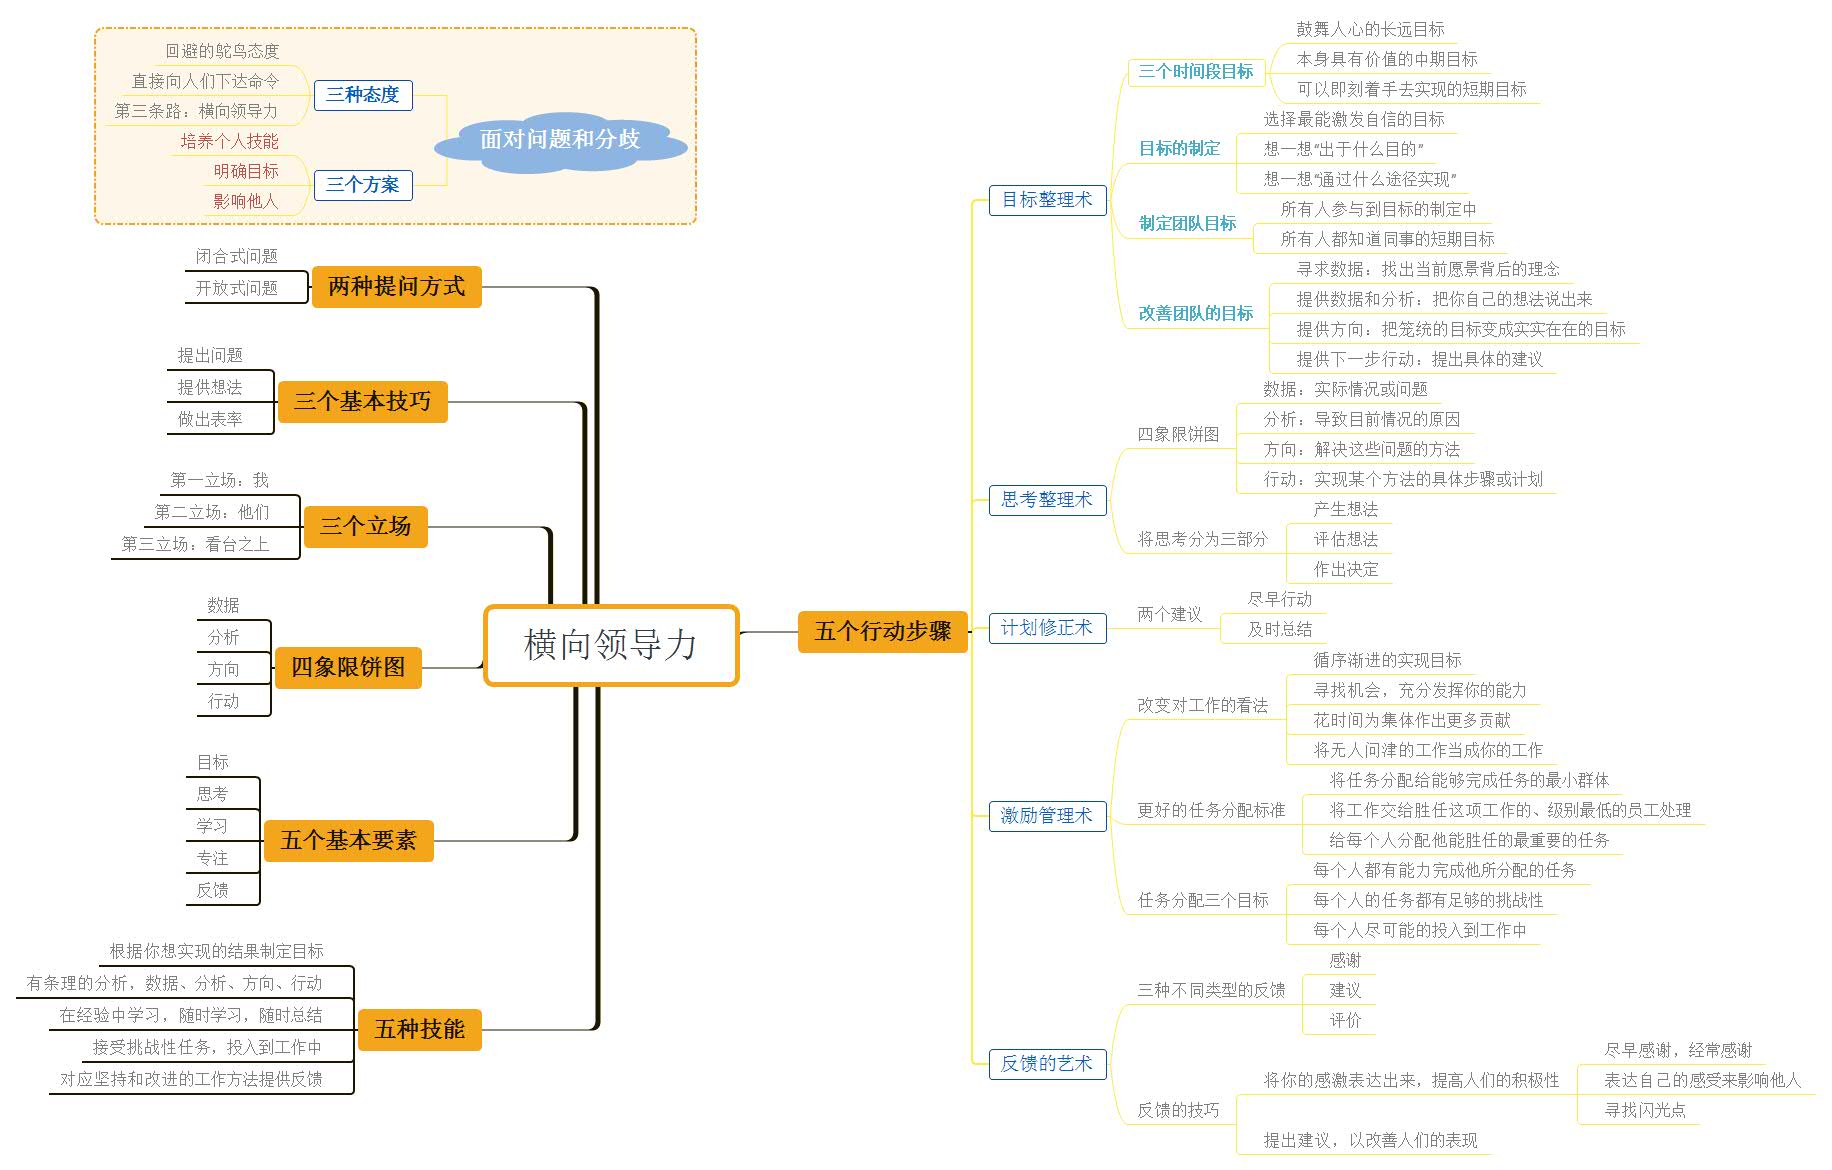 回避的鸵鸟态度
直接向人们下达命令
第三条路：横向领导力
三种态度
培养个人技能
明确目标
影响他人
三个方案
面对问题和分歧
闭合式问题
开放式问题
两种提问方式
提出问题
提供想法
做出表率
三个基本技巧
第一立场：我
第二立场：他们
第三立场：看台之上
三个立场
数据
分析
方向
行动
四象限饼图
目标
思考
学习
专注
反馈
五个基本要素
根据你想实现的结果制定目标
有条理的分析，数据、分析、方向、行动
在经验中学习，随时学习，随时总结
接受挑战性任务，投入到工作中
对应坚持和改进的工作方法提供反馈
五种技能
横向领导力
五个行动步骤
目标整理术
三个时间段目标
鼓舞人心的长远目标
本身具有价值的中期目标
可以即刻着手去实现的短期目标
目标的制定
选择最能激发自信的目标
想一想“出于什么目的”
想一想“通过什么途径实现”
制定团队目标
所有人参与到目标的制定中
所有人都知道同事的短期目标
改善团队的目标
寻求数据：找出当前愿景背后的理念
提供数据和分析：把你自己的想法说出来
提供方向：把笼统的目标变成实实在在的目标
提供下一步行动：提出具体的建议
思考整理术
四象限饼图
数据：实际情况或问题
分析：导致目前情况的原因
方向：解决这些问题的方法
行动：实现某个方法的具体步骤或计划
将思考分为三部分
产生想法
评估想法
作出决定
计划修正术
两个建议
尽早行动
及时总结
激励管理术
改变对工作的看法
循序渐进的实现目标
寻找机会，充分发挥你的能力
花时间为集体作出更多贡献
将无人问津的工作当成你的工作
更好的任务分配标准
将任务分配给能够完成任务的最小群体
将工作交给胜任这项工作的、级别最低的员工处理
给每个人分配他能胜任的最重要的任务
任务分配三个目标
每个人都有能力完成他所分配的任务
每个人的任务都有足够的挑战性
每个人尽可能的投入到工作中
反馈的艺术
三种不同类型的反馈
感谢
建议
评价
反馈的技巧
将你的感激表达出来，提高人们的积极性
尽早感谢，经常感谢
表达自己的感受来影响他人
寻找闪光点
提出建议，以改善人们的表现